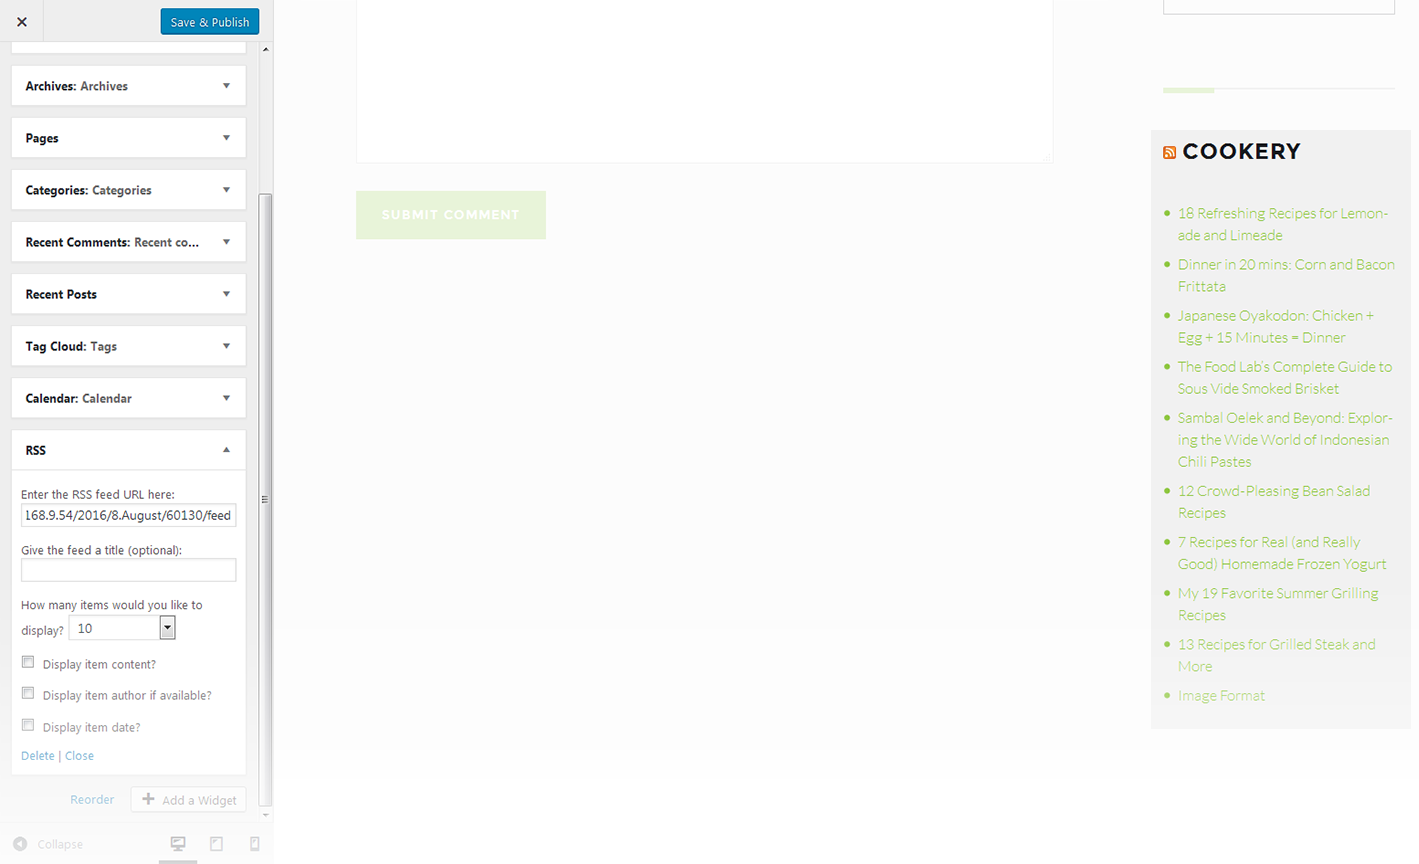 Save & Publish
Archives: Archives
Pages
Categories: Categories
Recent Comments: Recent co...
Recent Posts
Tag Cloud: Tags
Calendar: Calendar
RSS
Enter the RSS feed URL here:
168.9.54/2016/8.August/60130/feed
Give the feed a title (optional):
How many items would you like to
display? 10
Display item content?
Display item author if available?
Display item date?
Delete | Close
Reorder
Add a Widget
Collapse
SUBMIT COMMENT
COOKERY
18 Refreshing Recipes for Lemon-
ade and Limeade
Dinner in 20 mins: Corn and Bacon
Frittata
Japanese Oyakodon: Chicken +
Egg + 15 Minutes = Dinner
The Food Lab's Complete Guide to
Sous Vide Smoked Brisket
Sambal Oelek and Beyond: Explor-
ing the Wide World of Indonesian
Chili Pastes
12 Crowd-Pleasing Bean Salad
Recipes
7 Recipes for Real (and Really
Good) Homemade Frozen Yogurt
My 19 Favorite Summer Grilling
Recipes
13 Recipes for Grilled Steak and
More
Image Format